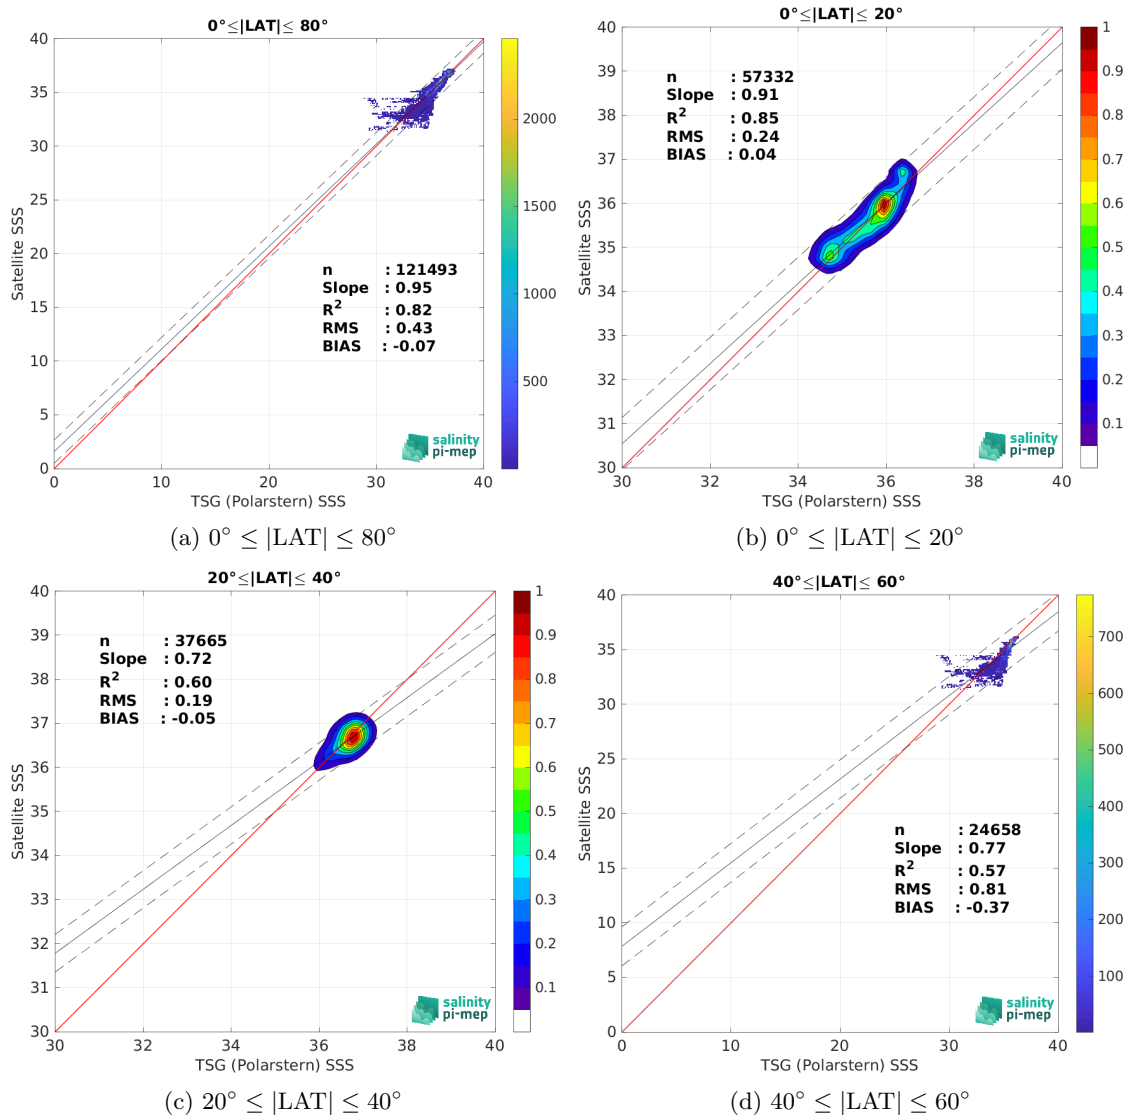 0°≤|LAT|≤ 80°
40
35
30
25
20
15
10
5
0
0
10
20
30
40
Satellite SSS
TSG (Polarstern) SSS
n : 121493
Slope : 0.95
R² : 0.82
RMS : 0.43
BIAS : -0.07
2000
1500
1000
500
salinity
pi-mep
(a) 0° ≤ |LAT| ≤ 80°
0°≤|LAT|≤ 20°
40
39
38
37
36
35
34
33
32
31
30
30
32
34
36
38
40
Satellite SSS
TSG (Polarstern) SSS
n : 57332
Slope : 0.91
R² : 0.85
RMS : 0.24
BIAS : 0.04
1
0.9
0.8
0.7
0.6
0.5
0.4
0.3
0.2
0.1
salinity
pi-mep
(b) 0° ≤ |LAT| ≤ 20°
20°≤|LAT|≤ 40°
40
39
38
37
36
35
34
33
32
31
30
30
32
34
36
38
40
Satellite SSS
TSG (Polarstern) SSS
n : 37665
Slope : 0.72
R² : 0.60
RMS : 0.19
BIAS : -0.05
1
0.9
0.8
0.7
0.6
0.5
0.4
0.3
0.2
0.1
salinity
pi-mep
(c) 20° ≤ |LAT| ≤ 40°
40°≤|LAT|≤ 60°
40
35
30
25
20
15
10
5
0
0
10
20
30
40
Satellite SSS
TSG (Polarstern) SSS
n : 24658
Slope : 0.77
R² : 0.57
RMS : 0.81
BIAS : -0.37
700
600
500
400
300
200
100
salinity
pi-mep
(d) 40° ≤ |LAT| ≤ 60°